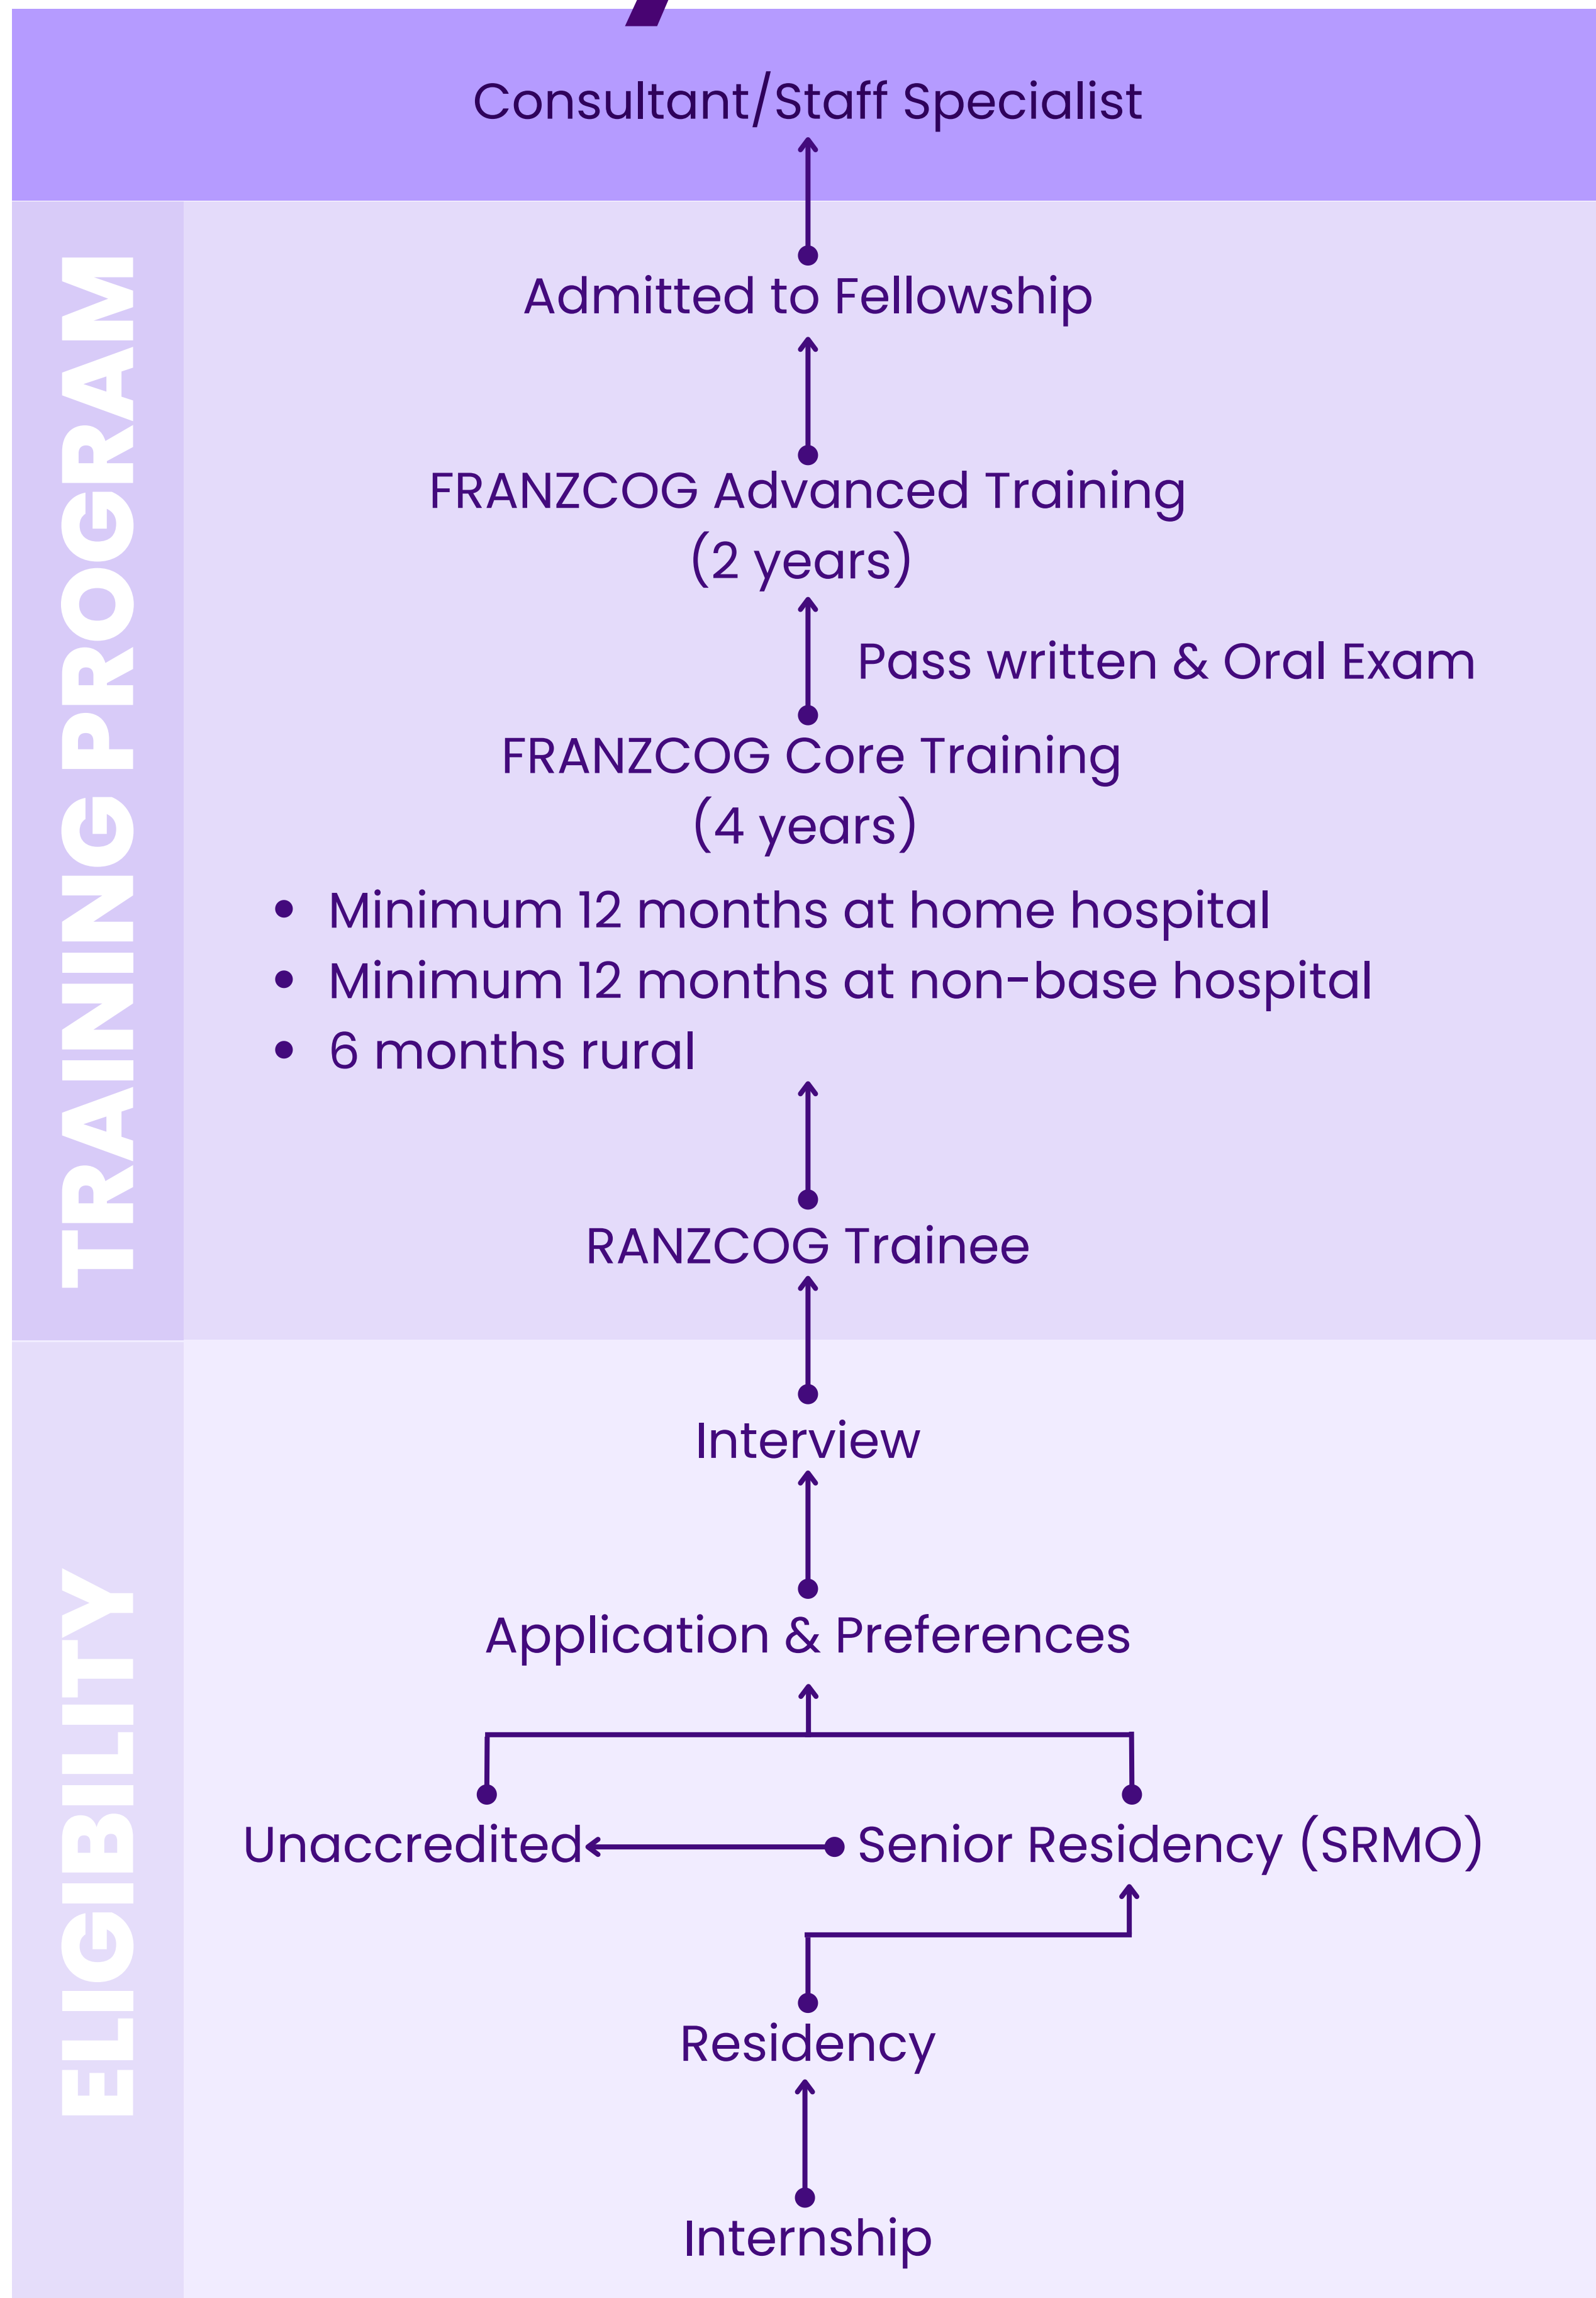 Consultant/Staff Specialist
TRAINING PROGRAM
Admitted to Fellowship
FRANZCOG Advanced Training
(2 years)
Pass written & Oral Exam
FRANZCOG Core Training
(4 years)
• Minimum 12 months at home hospital
• Minimum 12 months at non-base hospital
• 6 months rural
RANZCOG Trainee
ELIGIBILITY
Interview
Application & Preferences
Unaccredited
Senior Residency (SRMO)
Residency
Internship